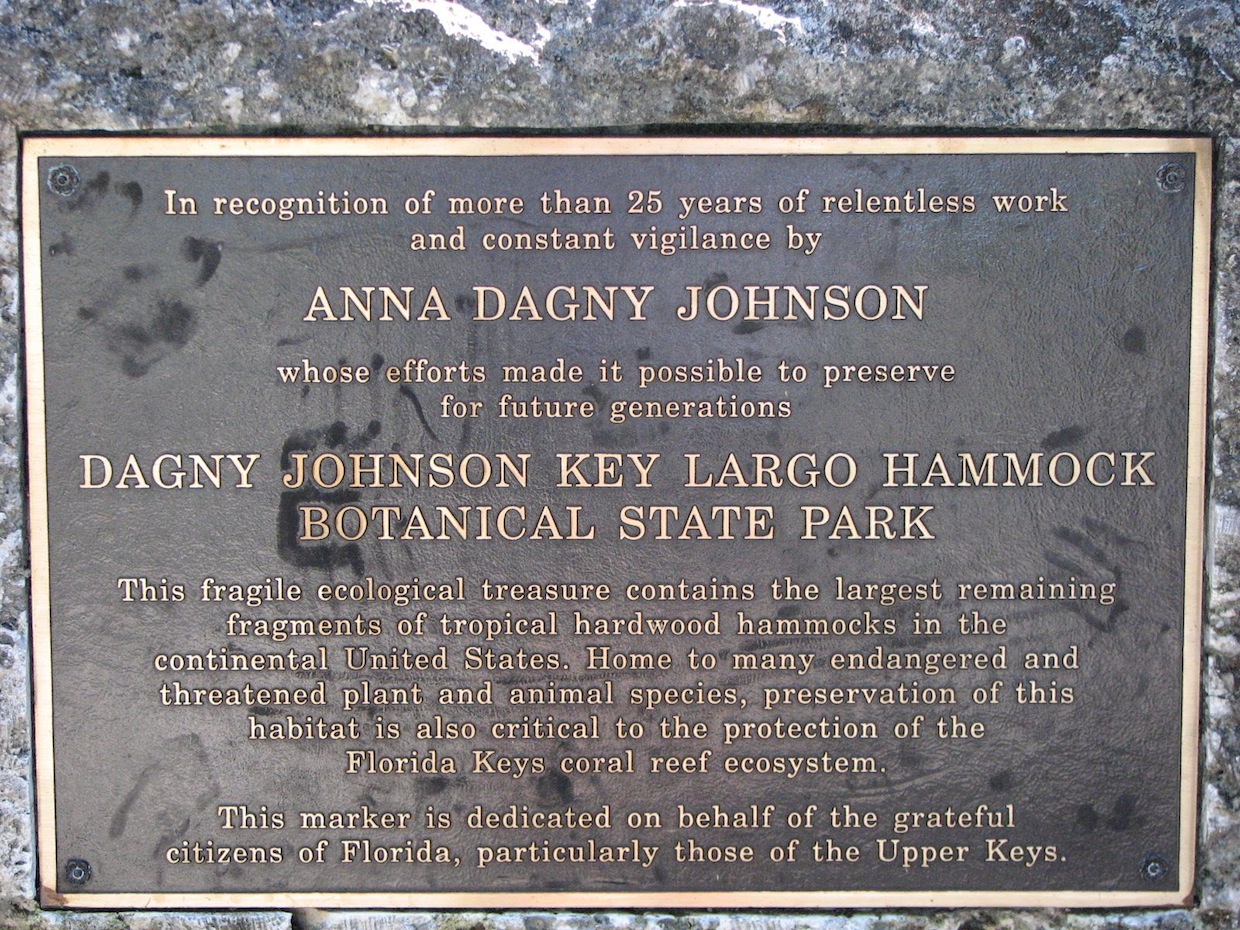 In recognition of more than 25 years of relentless work
and constant vigilance by
ANNA DAGNY JOHNSON
whose efforts made it possible to preserve
for future generations
DAGNY JOHNSON KEY LARGO HAMMOCK
BOTANICAL STATE PARK
This fragile ecological treasure contains the largest remaining
fragments of tropical hardwood hammocks in the
continental United States. Home to many endangered and
threatened plant and animal species, preservation of this
habitat is also critical to the protection of the
Florida Keys coral reef ecosystem.
This marker is dedicated on behalf of the grateful
citizens of Florida, particularly those of the Upper Keys.